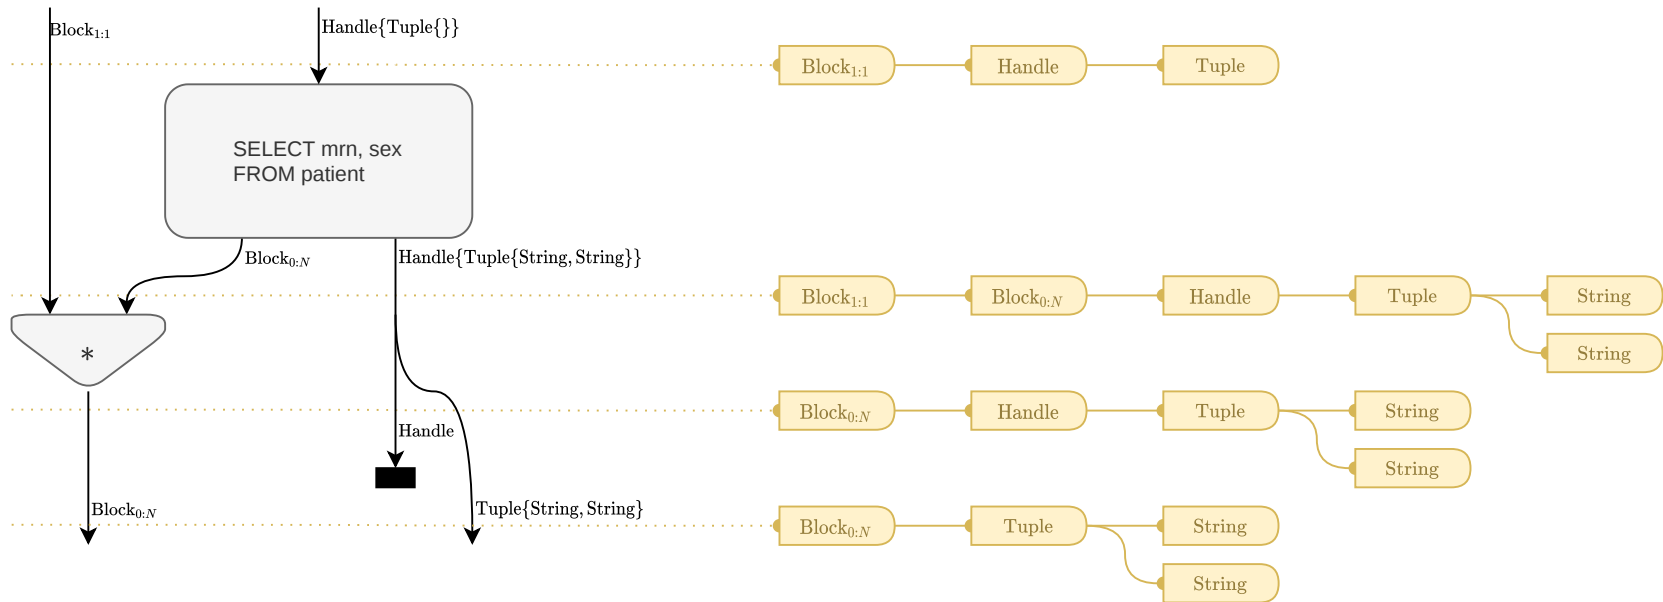 Block₁:₁
Handle{Tuple{}}
Block₁:₁ Handle Tuple
SELECT mrn, sex
FROM patient
Block₀:N
Handle{Tuple{String, String}}
Block₁:₁ Block₀:N Handle Tuple String
String
*
Block₀:N Handle Tuple String
Handle
String
Block₀:N
Tuple{String, String}
Block₀:N Tuple String
String